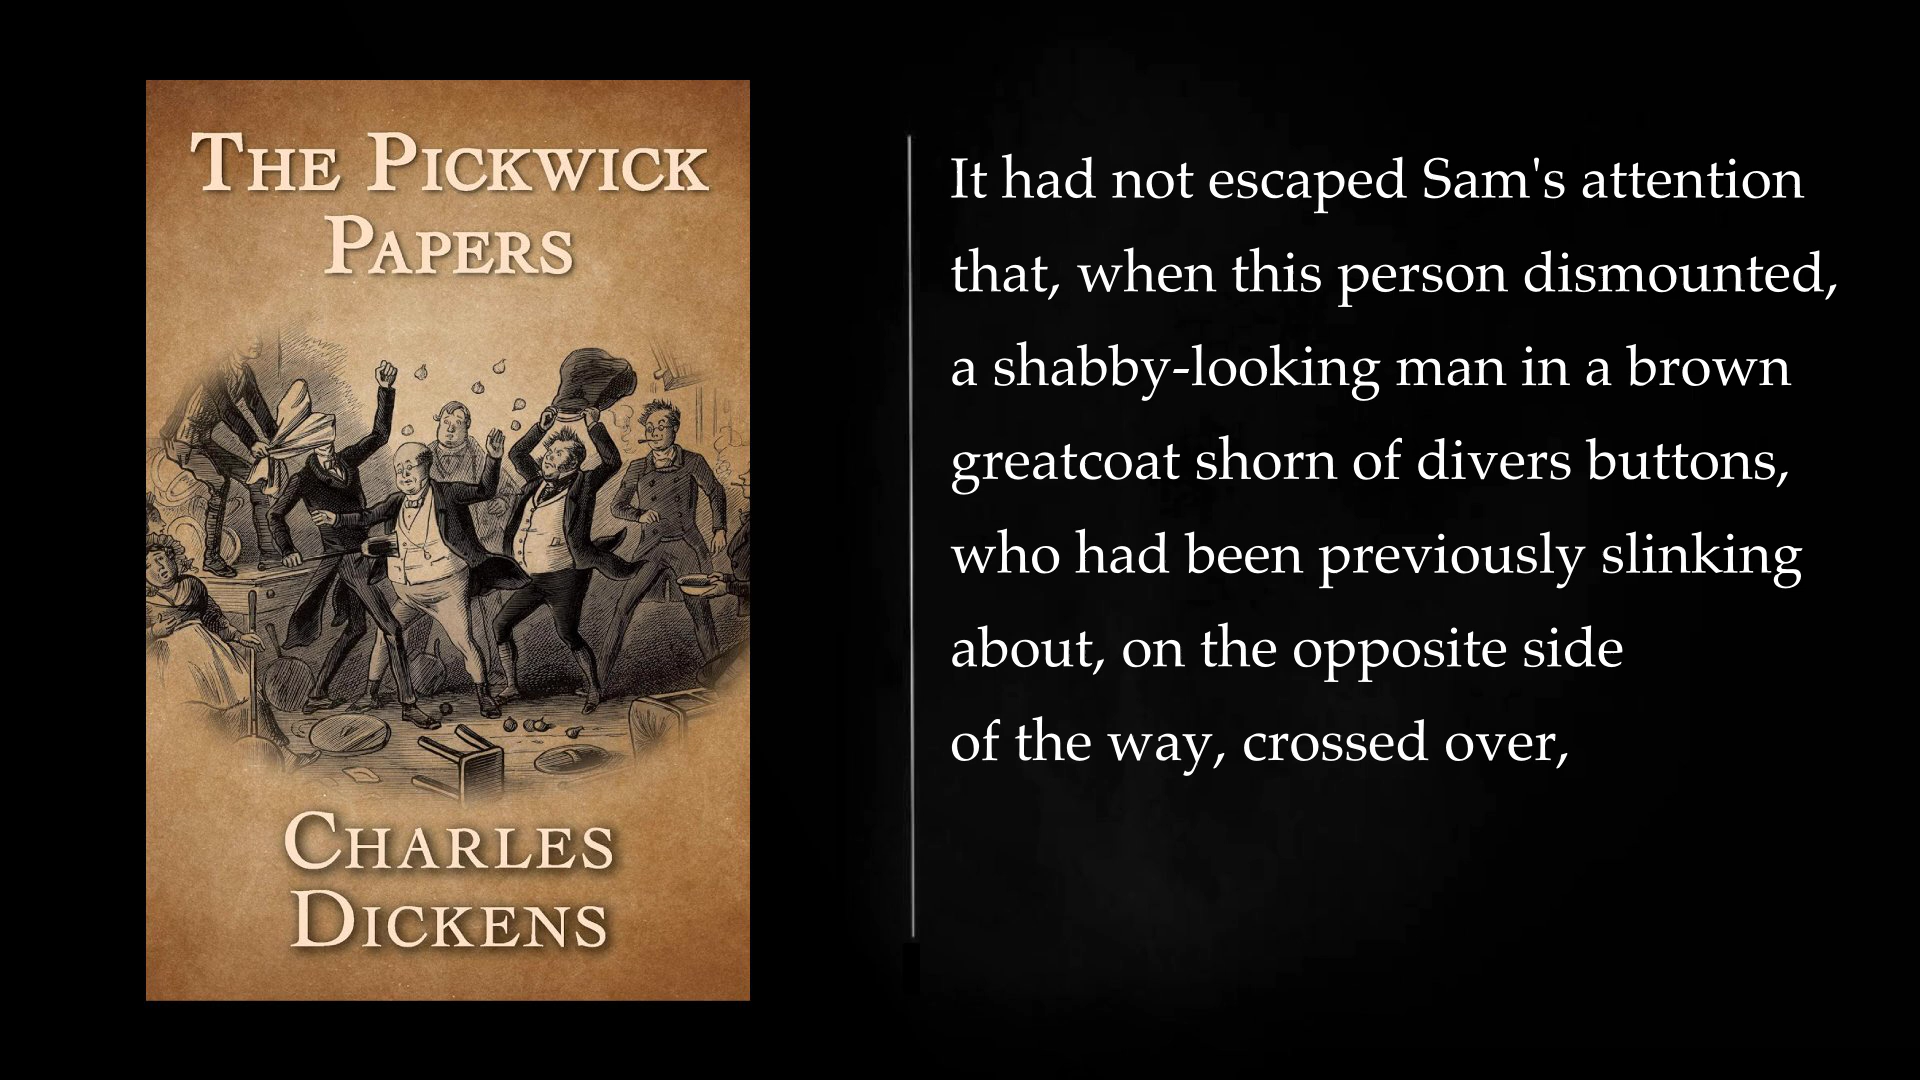 THE PICKWICK
PAPERS
CHARLES
DICKENS
It had not escaped Sam's attention
that, when this person dismounted,
a shabby-looking man in a brown
greatcoat shorn of divers buttons,
who had been previously slinking
about, on the opposite side
of the way, crossed over,